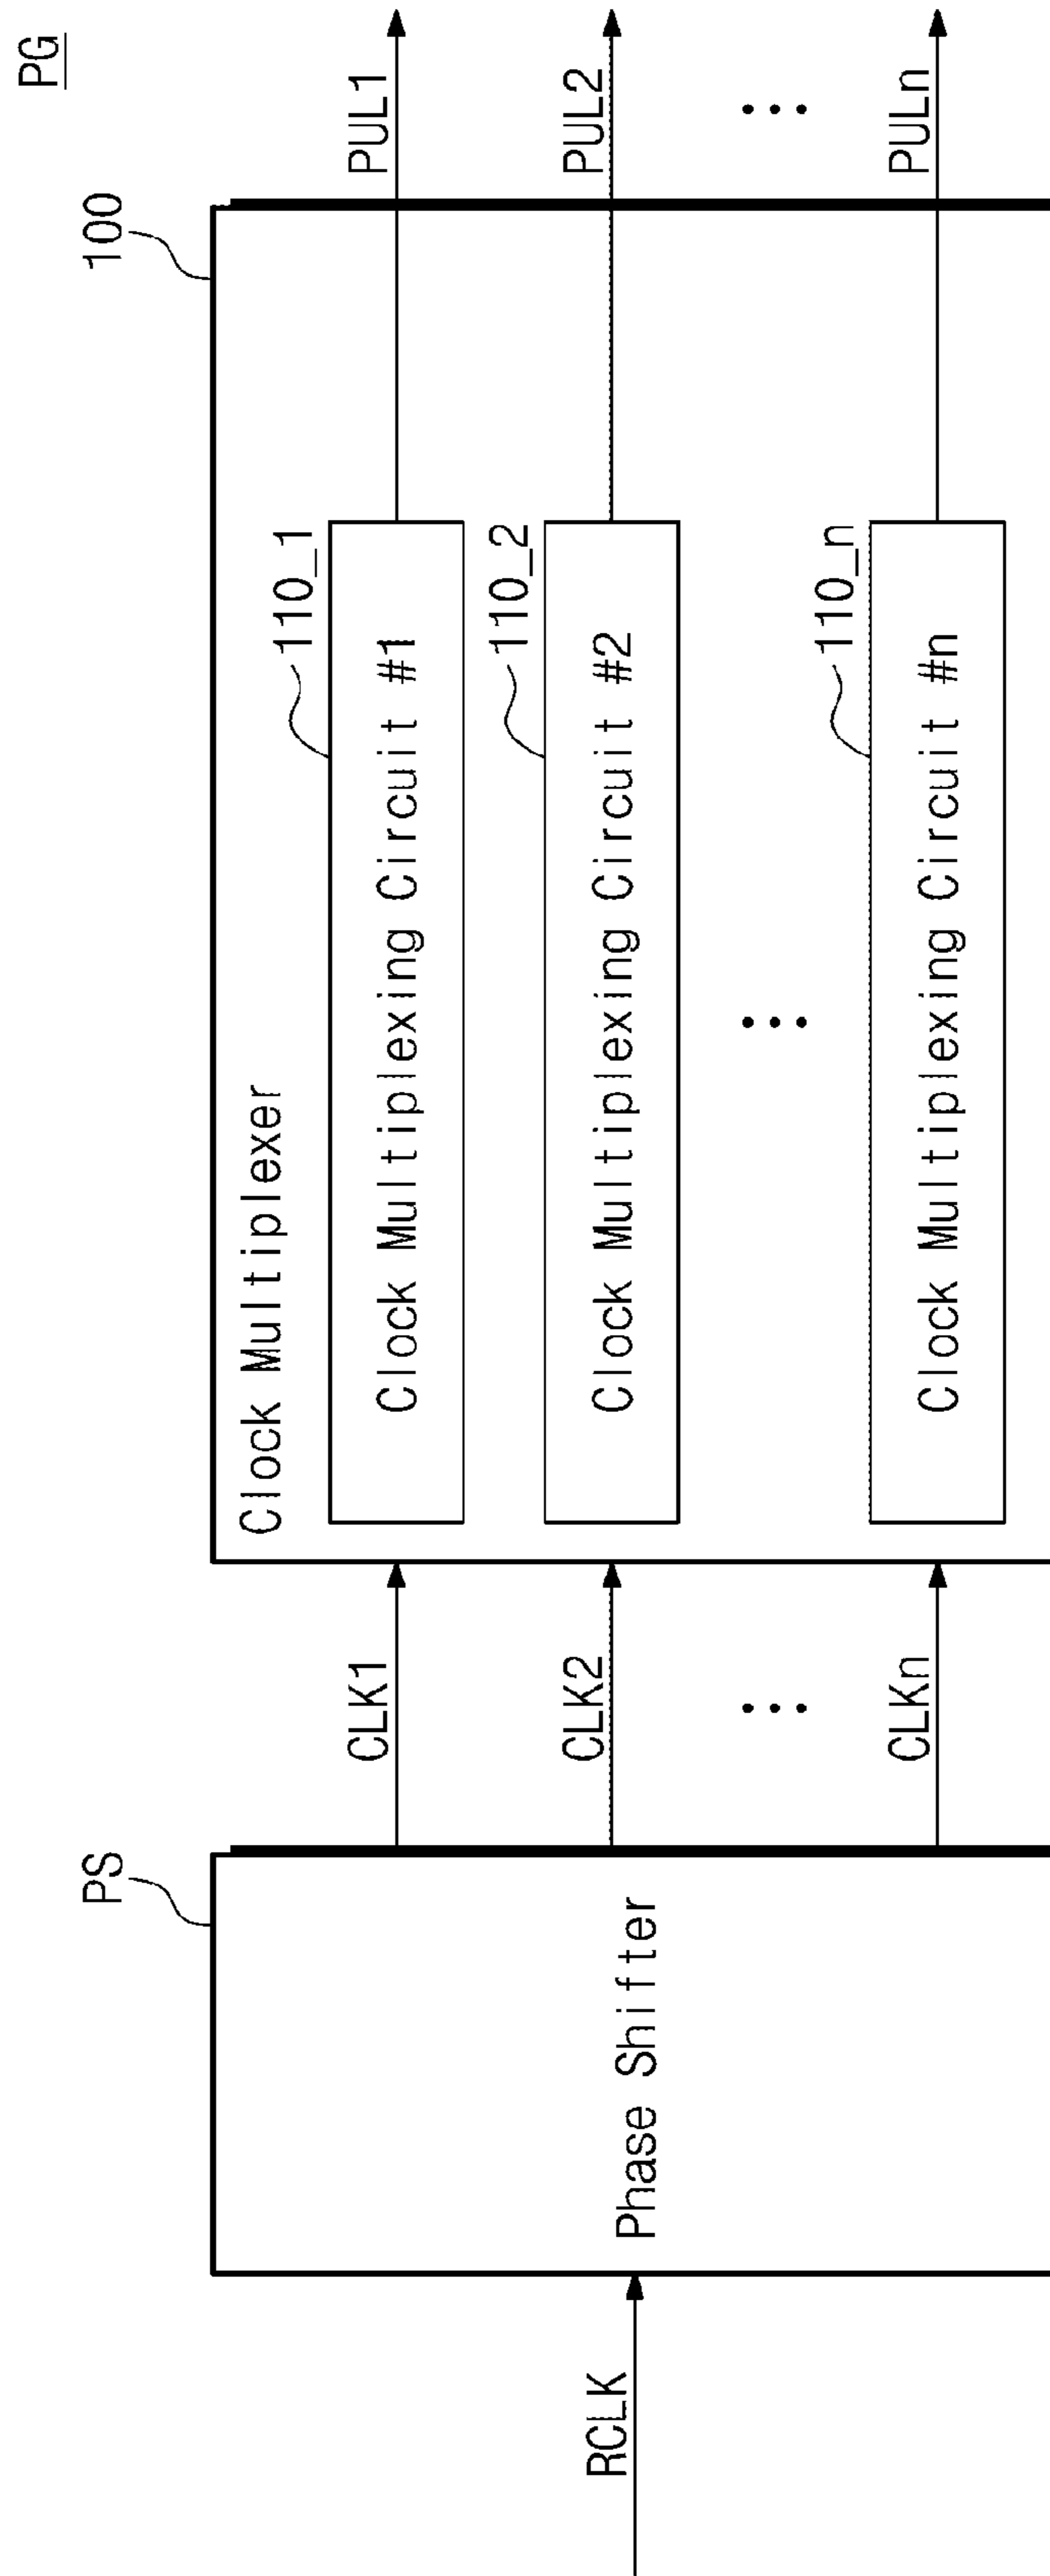 PG
PS
100
RCLK
Phase Shifter
CLK1
CLK2
CLKn
Clock Multiplexer
110_1
Clock Multiplexing Circuit #1
110_2
Clock Multiplexing Circuit #2
110_n
Clock Multiplexing Circuit #n
PUL1
PUL2
PULn